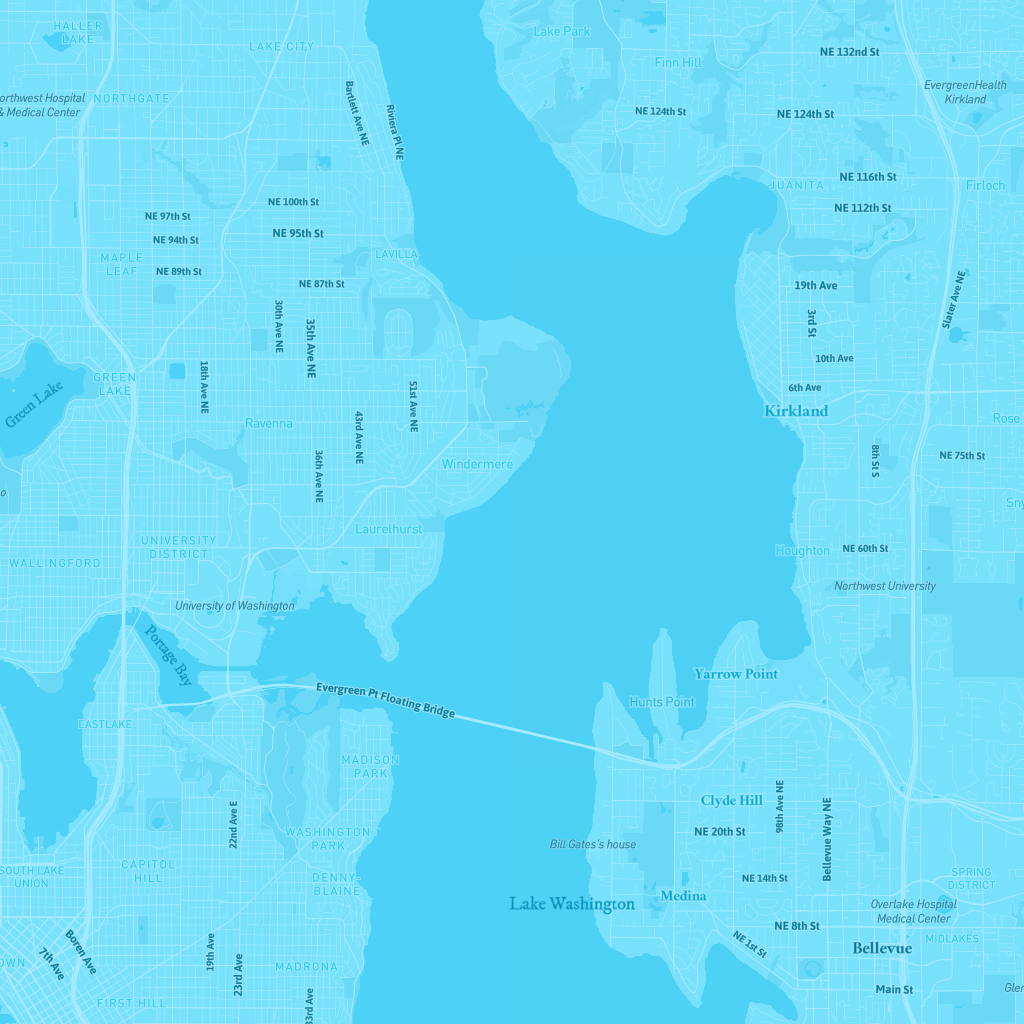 HALLER
LAKE
LAKE CITY
Lake Park
Finn Hill
NE 132nd St
EvergreenHealth
Kirkland
orthwest Hospital
& Medical Center
NORTHGATE
Bartlett Ave NE
Riviera Pl NE
NE 124th St
NE 124th St
NE 116th St
JUANITA
Firloch
NE 112th St
NE 100th St
NE 97th St
NE 95th St
NE 94th St
MAPLE
LEAF
LAVILLA
NE 89th St
NE 87th St
19th Ave
Slater Ave NE
3rd St
30th Ave NE
35th Ave NE
10th Ave
GREEN
LAKE
Green Lake
18th Ave NE
51st Ave NE
6th Ave
Kirkland
Rose
Ravenna
43rd Ave NE
8th St S
NE 75th St
Windermere
36th Ave NE
o
Sny
Laurelhurst
UNIVERSITY
DISTRICT
Houghton
NE 60th St
WALLINGFORD
Northwest University
University of Washington
Portage Bay
Yarrow Point
Evergreen Pt Floating Bridge
Hunts Point
EASTLAKE
MADISON
PARK
Clyde Hill
98th Ave NE
Bellevue Way NE
22nd Ave E
WASHINGTON
PARK
NE 20th St
Bill Gates's house
SOUTH LAKE
UNION
CAPITOL
HILL
DENNY-
BLAINE
NE 14th St
SPRING
DISTRICT
Medina
Lake Washington
Overlake Hospital
Medical Center
NE 8th St
MIDLAKES
Boren Ave
7th Ave
19th Ave
NE 1st St
Bellevue
OWN
23rd Ave
MADRONA
Main St
Glen
FIRST HILL
33rd Ave